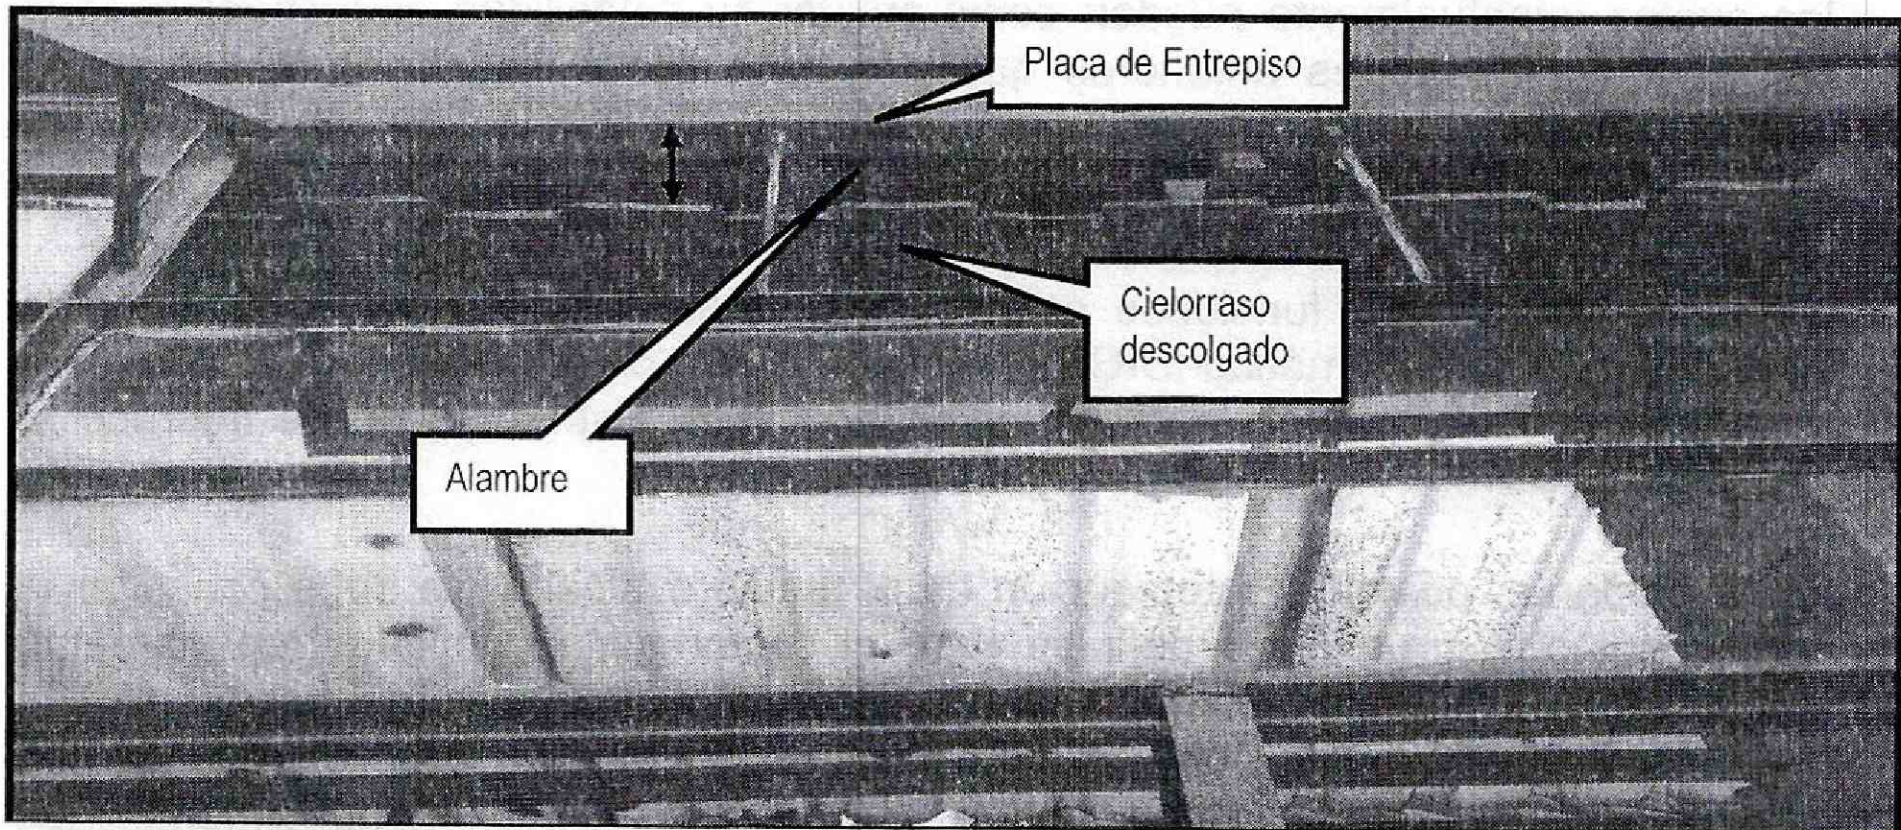 Placa de Entrepiso
Cielorraso
descolgado
Alambre